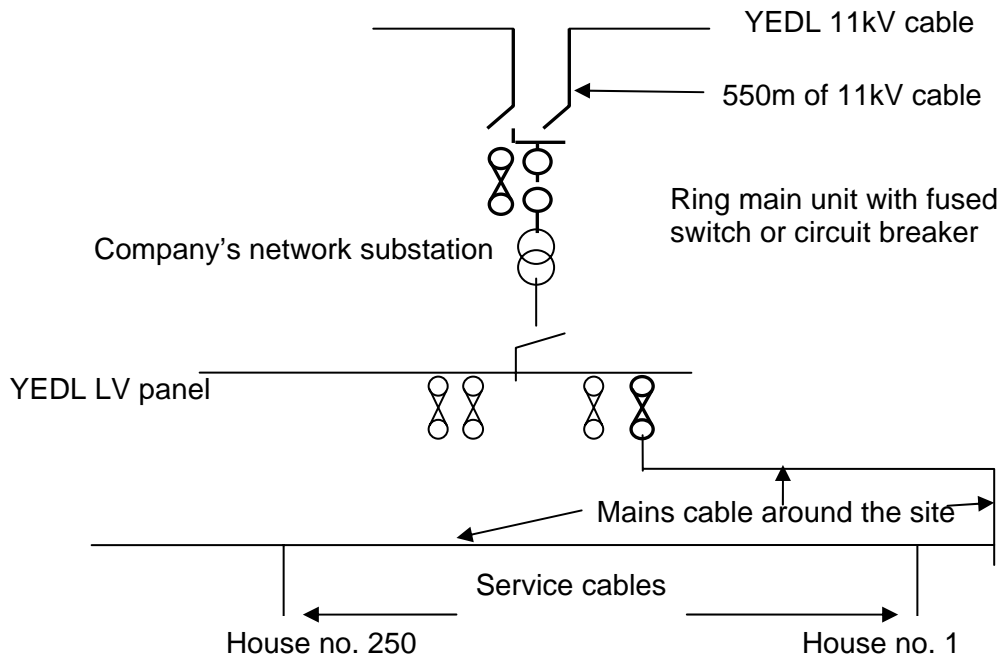 YEDL 11kV cable
550m of 11kV cable
Ring main unit with fused
switch or circuit breaker
Company’s network substation
YEDL LV panel
Mains cable around the site
Service cables
House no. 250
House no. 1